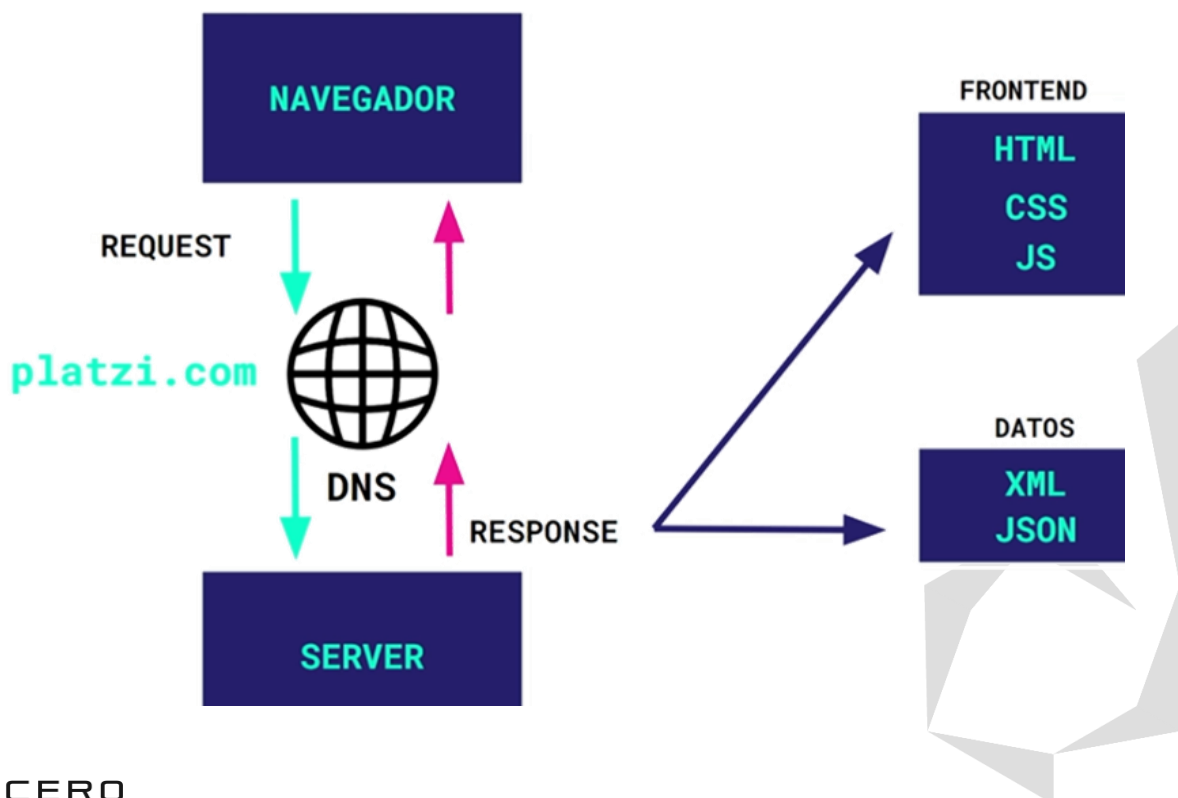 NAVEGADOR
REQUEST
platzi.com
DNS
RESPONSE
SERVER
FRONTEND
HTML
CSS
JS
DATOS
XML
JSON
CERO